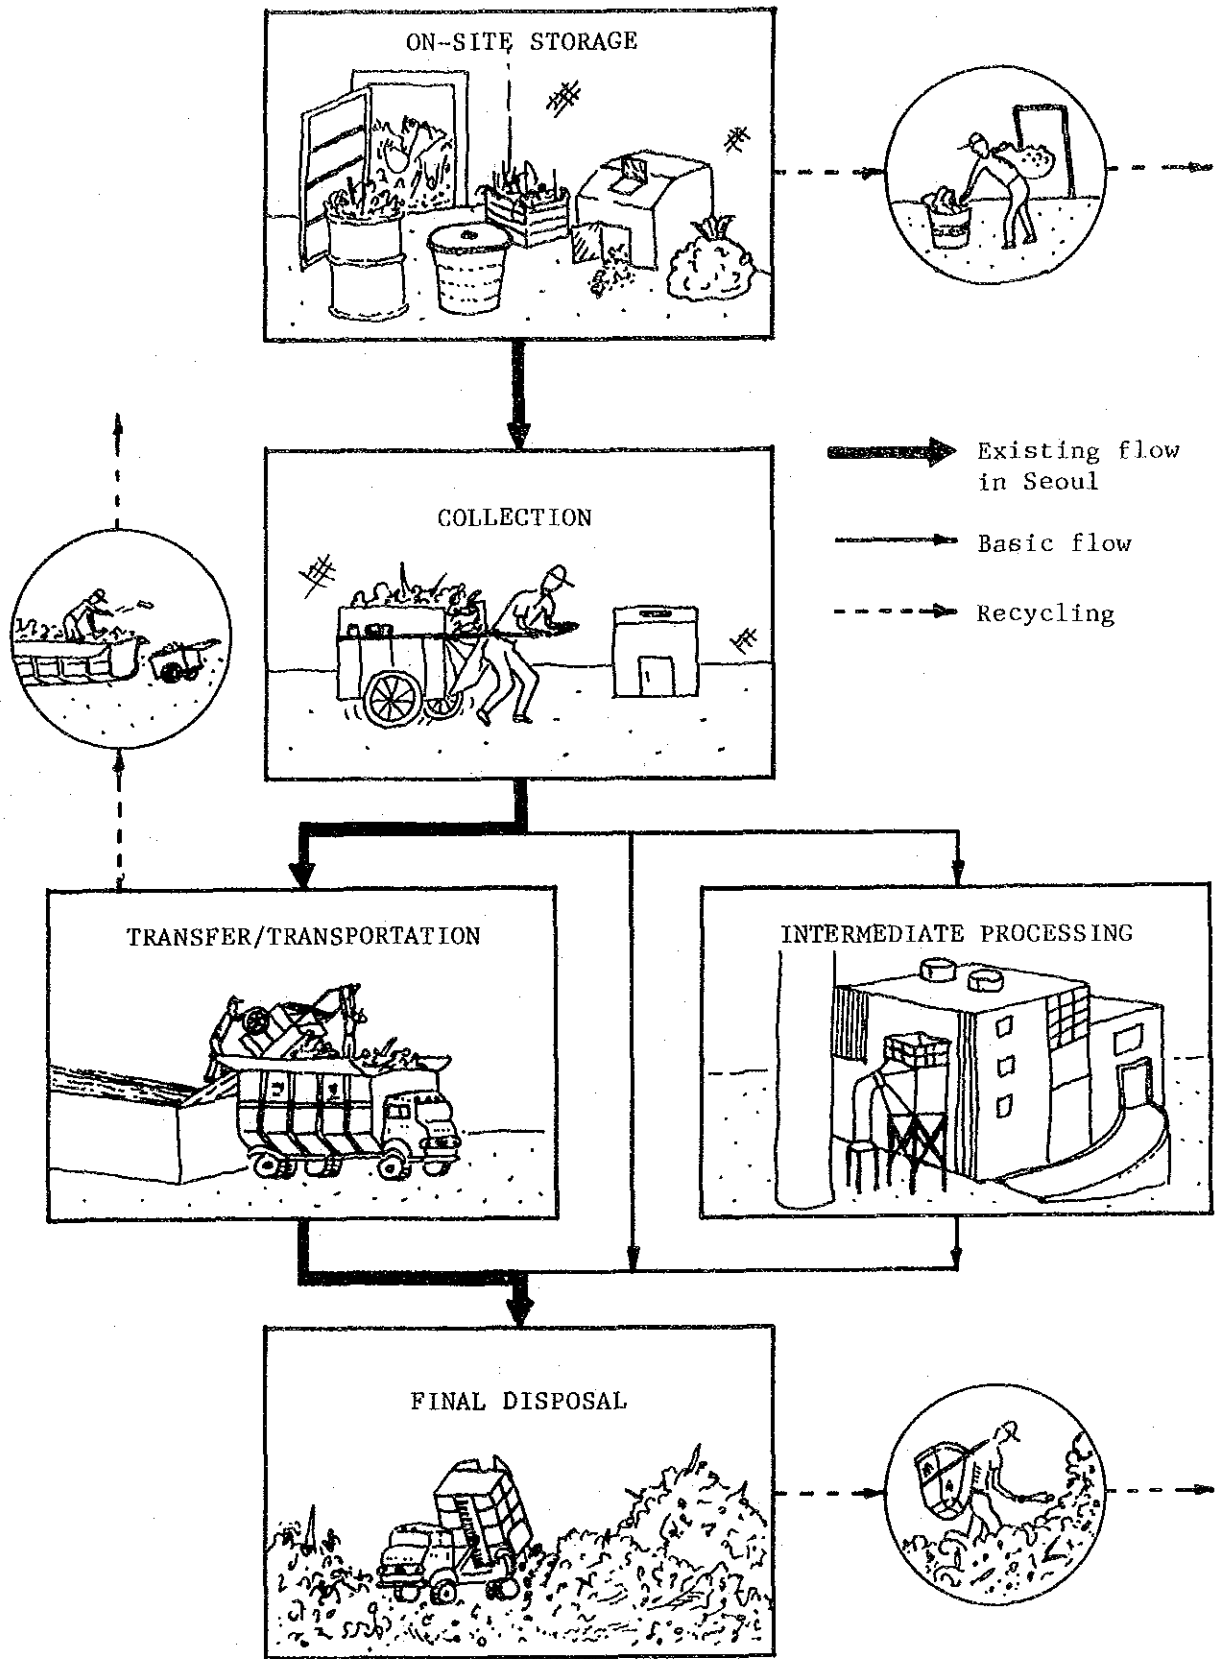 ON-SITE STORAGE
Existing flow
in Seoul
COLLECTION
Basic flow
Recycling
TRANSFER/TRANSPORTATION
INTERMEDIATE PROCESSING
FINAL DISPOSAL